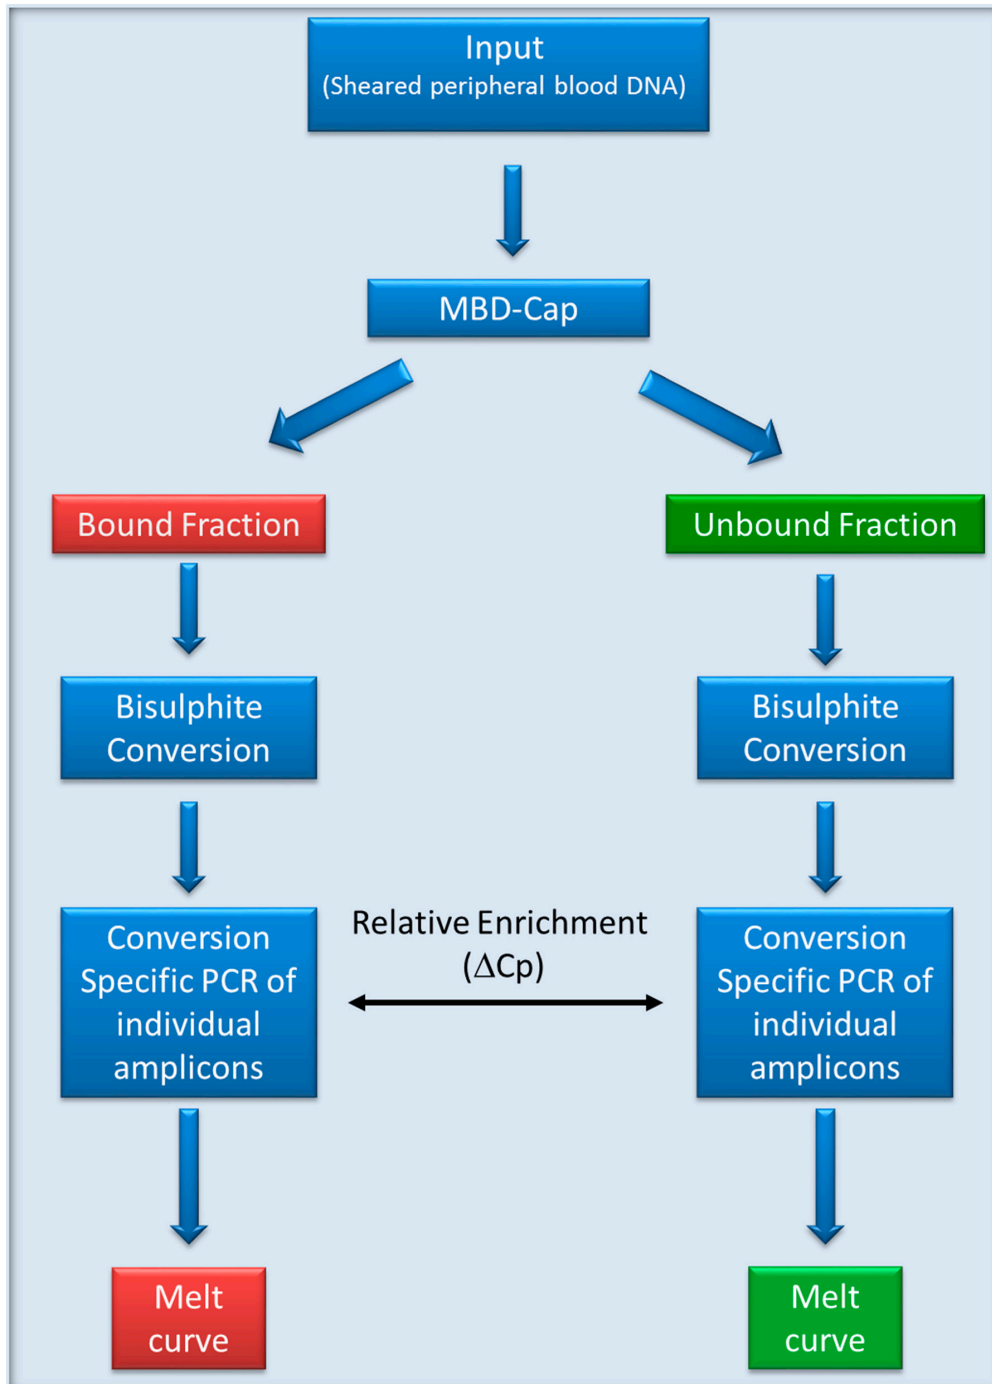 Input
(Sheared peripheral blood DNA)
MBD-Cap
Bound Fraction
Unbound Fraction
Bisulphite
Conversion
Bisulphite
Conversion
Conversion
Specific PCR of
individual
amplicons
Relative Enrichment
(ΔCp)
Conversion
Specific PCR of
individual
amplicons
Melt
curve
Melt
curve